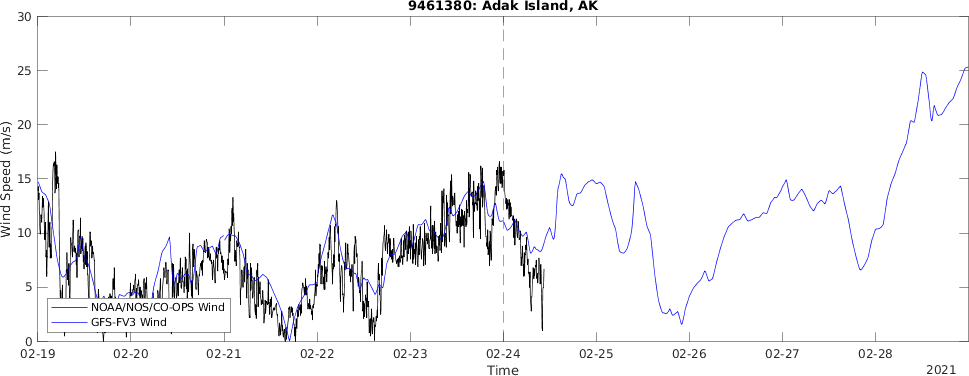 9461380: Adak Island, AK
30
25
20
15
10
5
0
Wind Speed (m/s)
NOAA/NOS/CO-OPS Wind
GFS-FV3 Wind
02-19 02-20 02-21 02-22 02-23 02-24 02-25 02-26 02-27 02-28
Time
2021